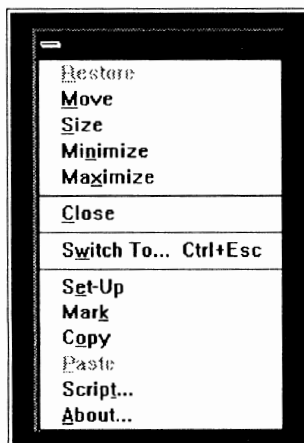 Restore
Move
Size
Minimize
Maximize
Close
Switch To... Ctrl+Esc
Set-Up
Mark
Copy
Paste
Script...
About...